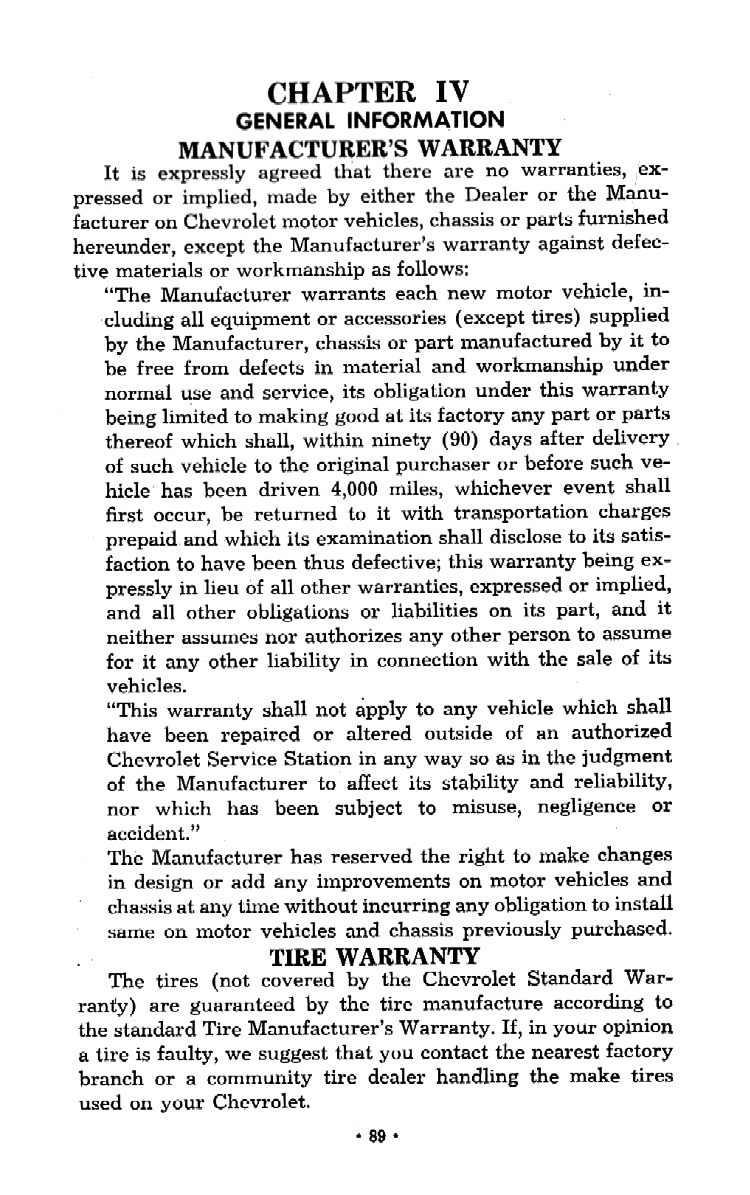 CHAPTER IV
GENERAL INFORMATION
MANUFACTURER'S WARRANTY
It is expressly agreed that there are no warranties, ex-
pressed or implied, made by either the Dealer or the Manu-
facturer on Chevrolet motor vehicles, chassis or parts furnished
hereunder, except the Manufacturer's warranty against defec-
tive materials or workmanship as follows:
"The Manufacturer warrants each new motor vehicle, in-
cluding all equipment or accessories (except tires) supplied
by the Manufacturer, chassis or part manufactured by it to
be free from defects in material and workmanship under
normal use and service, its obligation under this warranty
being limited to making good at its factory any part or parts
thereof which shall, within ninety (90) days after delivery
of such vehicle to the original purchaser or before such ve-
hicle has been driven 4,000 miles, whichever event shall
first occur, be returned to it with transportation charges
prepaid and which its examination shall disclose to its satis-
faction to have been thus defective; this warranty being ex-
pressly in lieu of all other warranties, expressed or implied,
and all other obligations or liabilities on its part, and it
neither assumes nor authorizes any other person to assume
for it any other liability in connection with the sale of its
vehicles.
"This warranty shall not apply to any vehicle which shall
have been repaired or altered outside of an authorized
Chevrolet Service Station in any way so as in the judgment
of the Manufacturer to affect its stability and reliability,
nor which has been subject to misuse, negligence or
accident."
The Manufacturer has reserved the right to make changes
in design or add any improvements on motor vehicles and
chassis at any time without incurring any obligation to install
same on motor vehicles and chassis previously purchased.
TIRE WARRANTY
The tires (not covered by the Chevrolet Standard War-
ranty) are guaranteed by the tire manufacture according to
the standard Tire Manufacturer's Warranty. If, in your opinion
a tire is faulty, we suggest that you contact the nearest factory
branch or a community tire dealer handling the make tires
used on your Chevrolet.
• 89 •